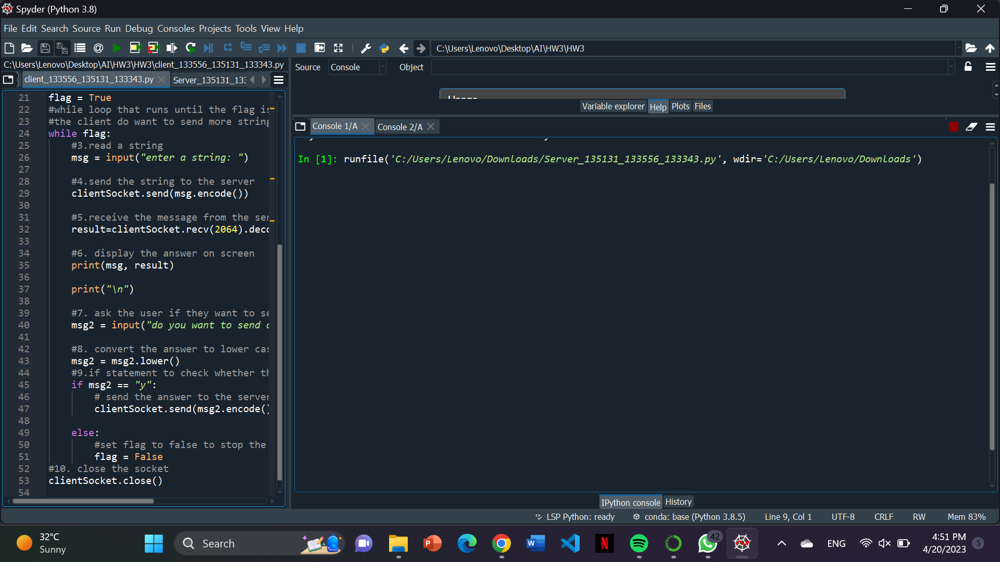 Spyder (Python 3.8)
File Edit Search Source Run Debug Consoles Projects Tools View Help
C:\Users\Lenovo\Desktop\AI\HW3\HW3
C:\Users\Lenovo\Desktop\AI\HW3\HW3\client_133556_135131_133343.py
Source Console Object
client_133556_135131_133343.py Server_135131_133
Usage
Variable explorer Help Plots Files
Console 1/A Console 2/A
In [1]: runfile('C:/Users/Lenovo/Downloads/Server_135131_133556_133343.py', wdir='C:/Users/Lenovo/Downloads')
21 flag = True
22 #while loop that runs until the flag is
23 #the client do want to send more string
24 while flag:
25 #3.read a string
26 msg = input("enter a string: ")
27
28 #4.send the string to the server
29 clientSocket.send(msg.encode())
30
31 #5.receive the message from the ser
32 result=clientSocket.recv(2064).deco
33
34 #6. display the answer on screen
35 print(msg, result)
36
37 print("\n")
38
39 #7. ask the user if they want to se
40 msg2 = input("do you want to send a
41
42 #8. convert the answer to lower cas
43 msg2 = msg2.lower()
44 #9.if statement to check whether th
45 if msg2 == "y":
46 # send the answer to the server
47 clientSocket.send(msg2.encode()
48
49 else:
50 #set flag to false to stop the
51 flag = False
52 #10. close the socket
53 clientSocket.close()
54
IPython console History
LSP Python: ready conda: base (Python 3.8.5) Line 9, Col 1 UTF-8 CRLF RW Mem 83%
32°C
Sunny
Search
42
ENG
4:51 PM
4/20/2023
5